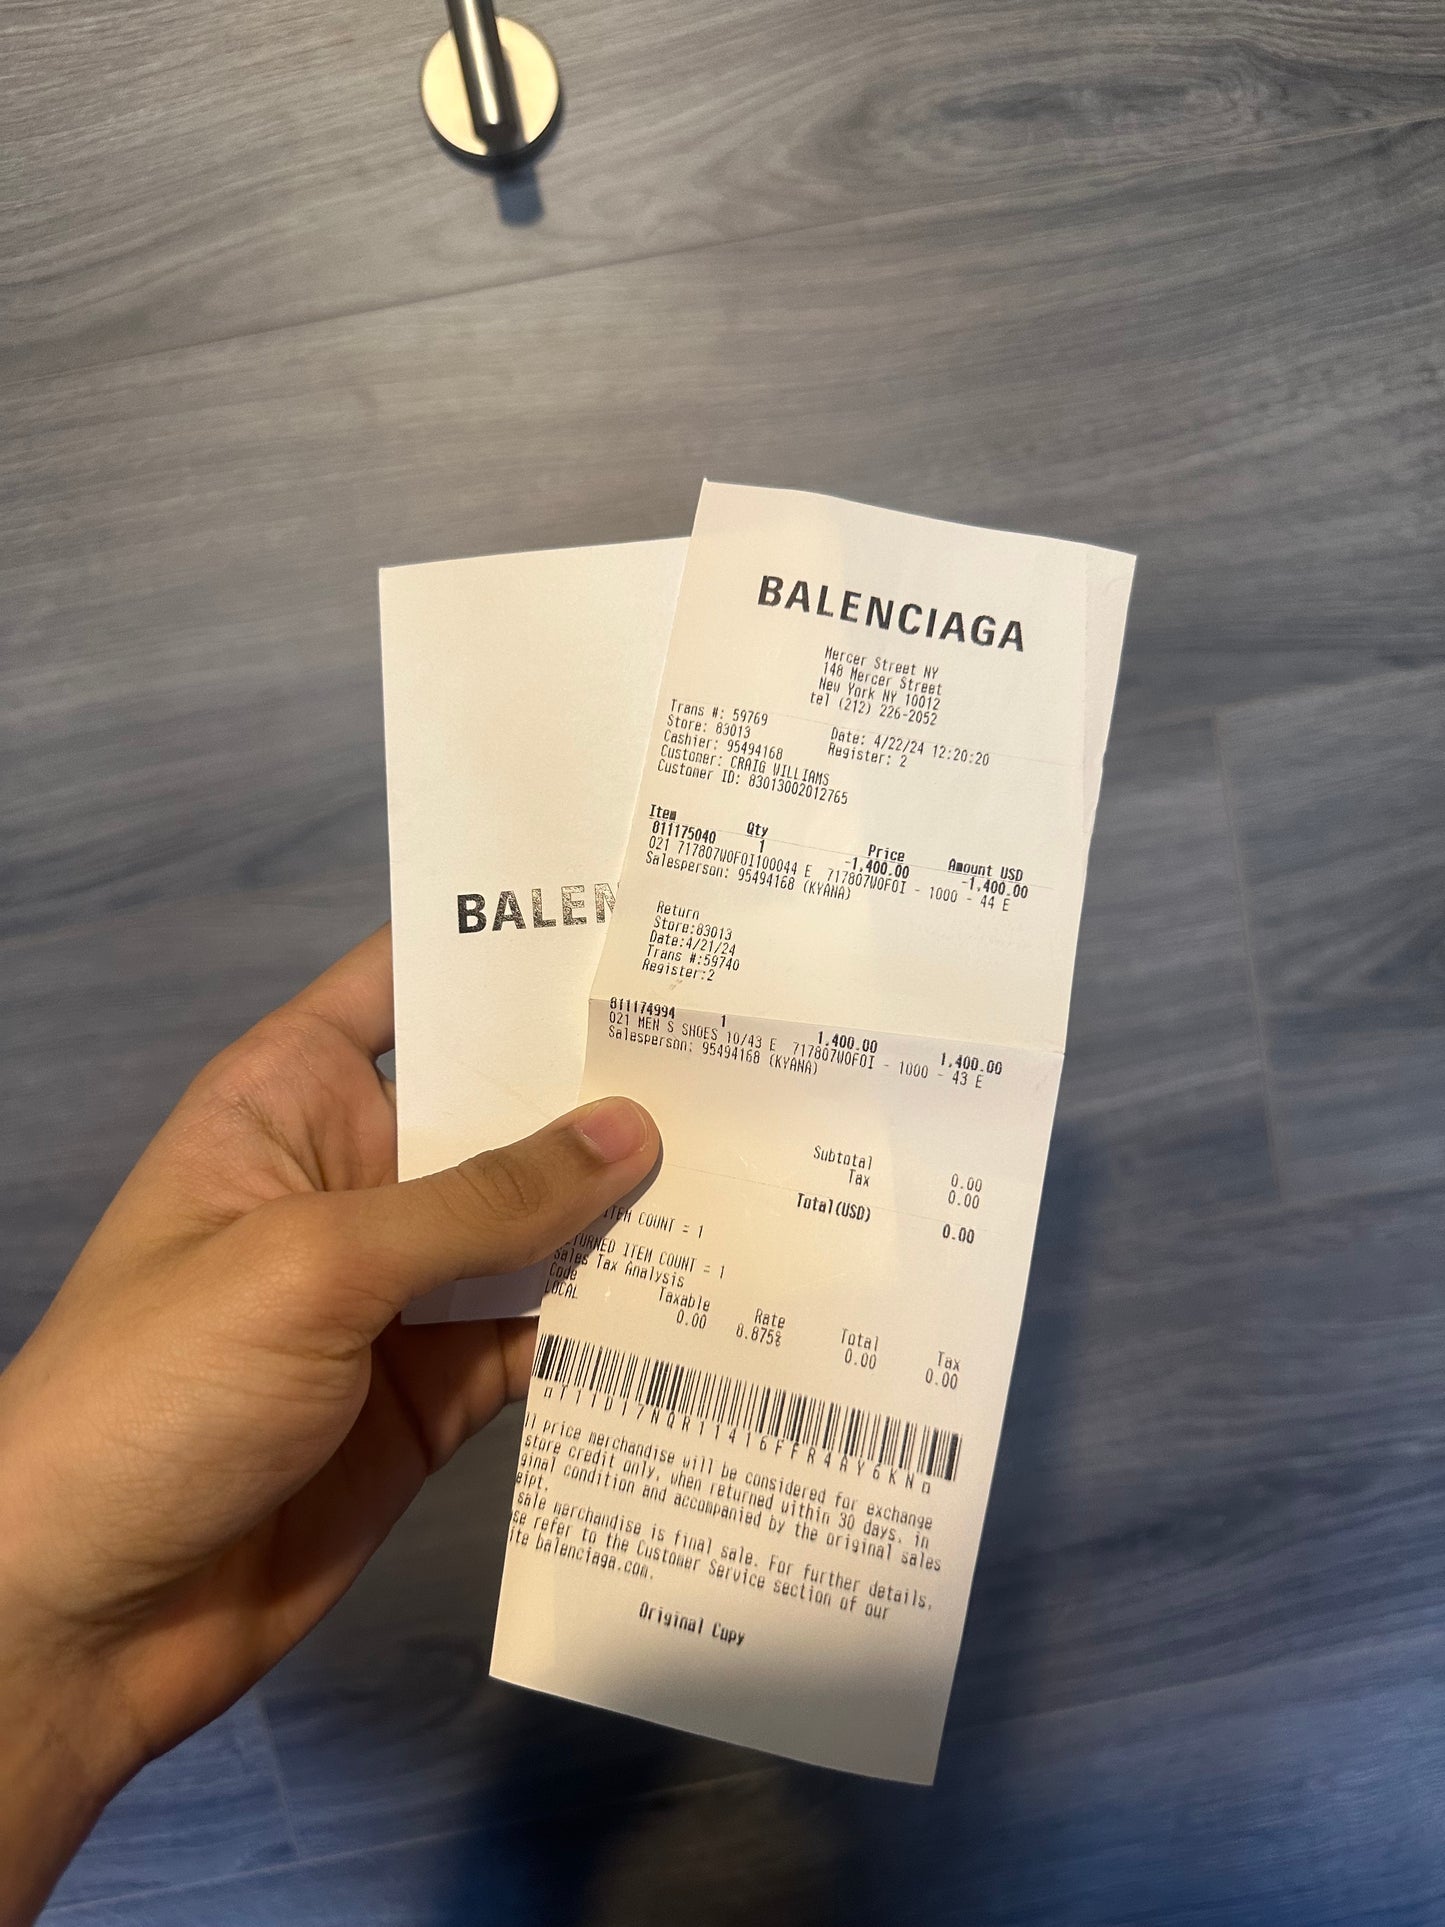 BALENCIAGA
Mercer Street NY
148 Mercer Street
New York NY 10012
tel (212) 226-2052
Trans #: 59769
Store: 83013 Date: 4/22/24 12:20:20
Cashier: 95494168 Register: 2
Customer: CRAIG WILLIAMS
Customer ID: 83013002012765
Item Qty Price Amount USD
811175040 1 -1,400.00 -1,400.00
021 717807W0FOI100044 E 717807W0FOI - 1000 - 44 E
Salesperson: 95494168 (KYANA)
Return
Store:83013
Date:4/21/24
Trans #:59740
Register:2
811174994 1 1,400.00 1,400.00
021 MEN S SHOES 10/43 E 717807W0FOI - 1000 - 43 E
Salesperson: 95494168 (KYANA)
Subtotal 0.00
Tax 0.00
Total(USD) 0.00
ITEM COUNT = 1
TURNED ITEM COUNT = 1
Sales Tax Analysis
Code Taxable Rate Total Tax
LOCAL 0.00 8.875% 0.00 0.00
ll price merchandise will be considered for exchange
store credit only, when returned within 30 days, in
ginal condition and accompanied by the original sales
eipt.
sale merchandise is final sale. For further details,
se refer to the Customer Service section of our
ite balenciaga.com.
Original Copy
BALEN